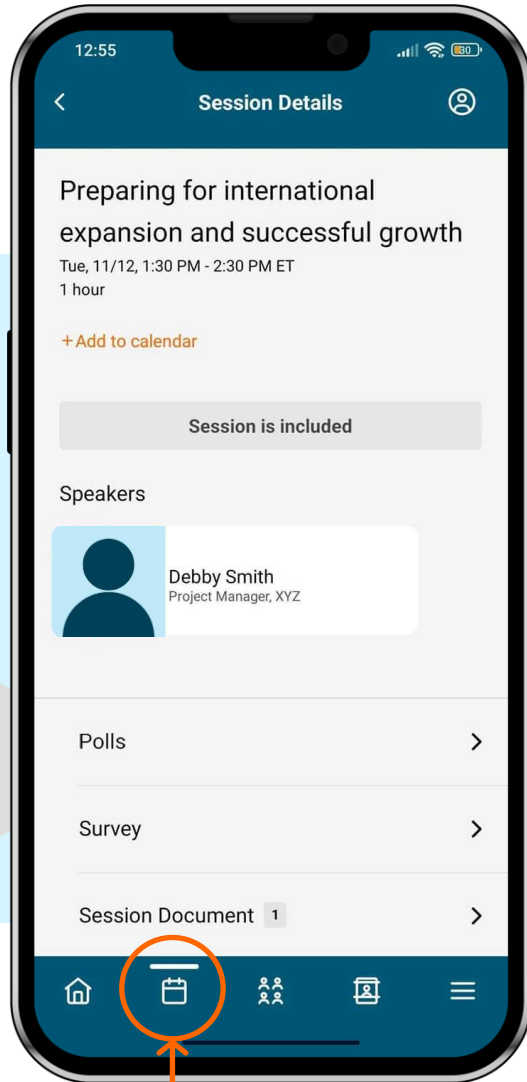 12:55
30
Session Details
Preparing for international
expansion and successful growth
Tue, 11/12, 1:30 PM - 2:30 PM ET
1 hour
+Add to calendar
Session is included
Speakers
Debby Smith
Project Manager, XYZ
Polls
Survey
Session Document 1